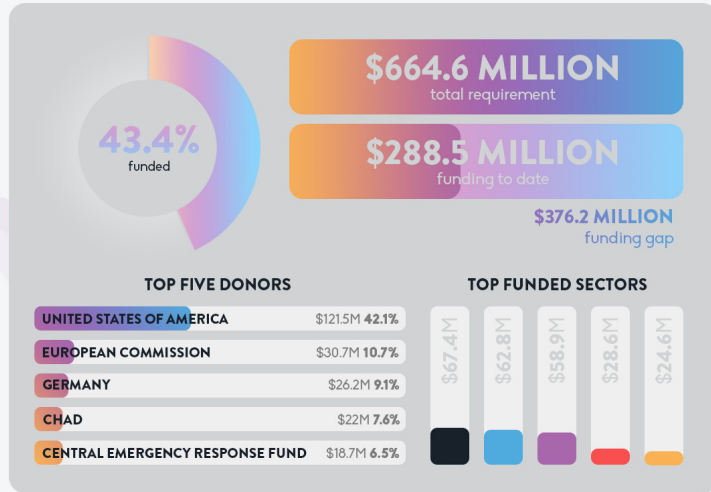 43.4%
funded
$664.6 MILLION
total requirement
$288.5 MILLION
funding to date
$376.2 MILLION
funding gap
TOP FIVE DONORS
UNITED STATES OF AMERICA $121.5M 42.1%
EUROPEAN COMMISSION $30.7M 10.7%
GERMANY $26.2M 9.1%
CHAD $22M 7.6%
CENTRAL EMERGENCY RESPONSE FUND $18.7M 6.5%
TOP FUNDED SECTORS
$67.4M
$62.8M
$58.9M
$28.6M
$24.6M